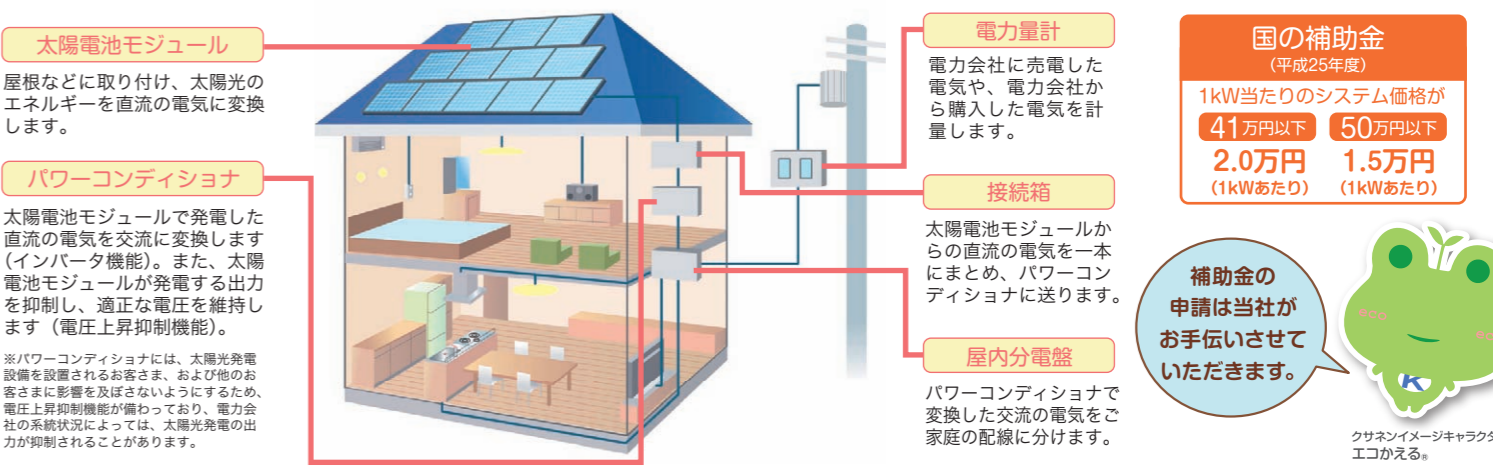 太陽電池モジュール
屋根などに取り付け、太陽光の
エネルギーを直流の電気に変換
します。
パワーコンディショナ
太陽電池モジュールで発電した
直流の電気を交流に変換します
(インバータ機能)。また、太陽
電池モジュールが発電する出力
を抑制し、適正な電圧を維持し
ます（電圧上昇抑制機能)。
※パワーコンディショナには、太陽光発電
設備を設置されるお客さま、および他のお
客さまに影響を及ぼさないようにするため、
電圧上昇抑制機能が備わっており、電力会
社の系統状況によっては、太陽光発電の出
力が抑制されることがあります。
電力量計
電力会社に売電した
電気や、電力会社か
ら購入した電気を計
量します。
接続箱
太陽電池モジュールか
らの直流の電気を一本
にまとめ、パワーコン
ディショナに送ります。
屋内分電盤
パワーコンディショナで
変換した交流の電気をご
家庭の配線に分けます。
国の補助金
(平成25年度)
1kW当たりのシステム価格が
41万円以下 50万円以下
2.0万円 1.5万円
(1kWあたり) (1kWあたり)
補助金の
申請は当社が
お手伝いさせて
いただきます。
K
クサネンイメージキャラクタ
エコかえる®